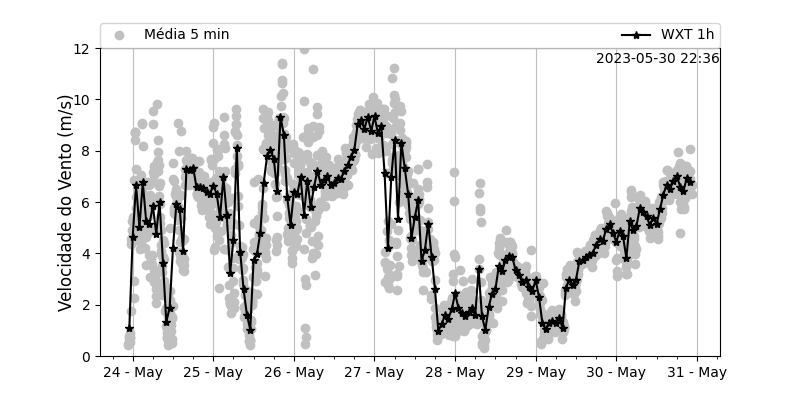 Média 5 min
WXT 1h
2023-05-30 22:36
Velocidade do Vento (m/s)
12
10
8
6
4
2
0
24 - May
25 - May
26 - May
27 - May
28 - May
29 - May
30 - May
31 - May